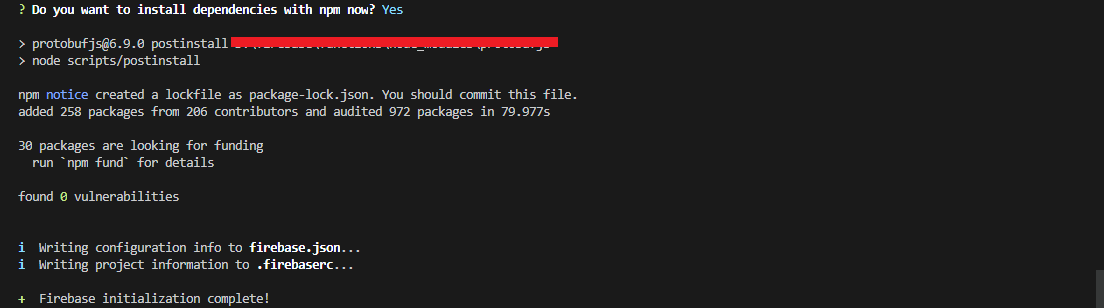 ? Do you want to install dependencies with npm now? Yes
> protobufjs@6.9.0 postinstall
> node scripts/postinstall
npm notice created a lockfile as package-lock.json. You should commit this file.
added 258 packages from 206 contributors and audited 972 packages in 79.977s
30 packages are looking for funding
run `npm fund` for details
found 0 vulnerabilities
i Writing configuration info to firebase.json...
i Writing project information to .firebaserc...
+ Firebase initialization complete!